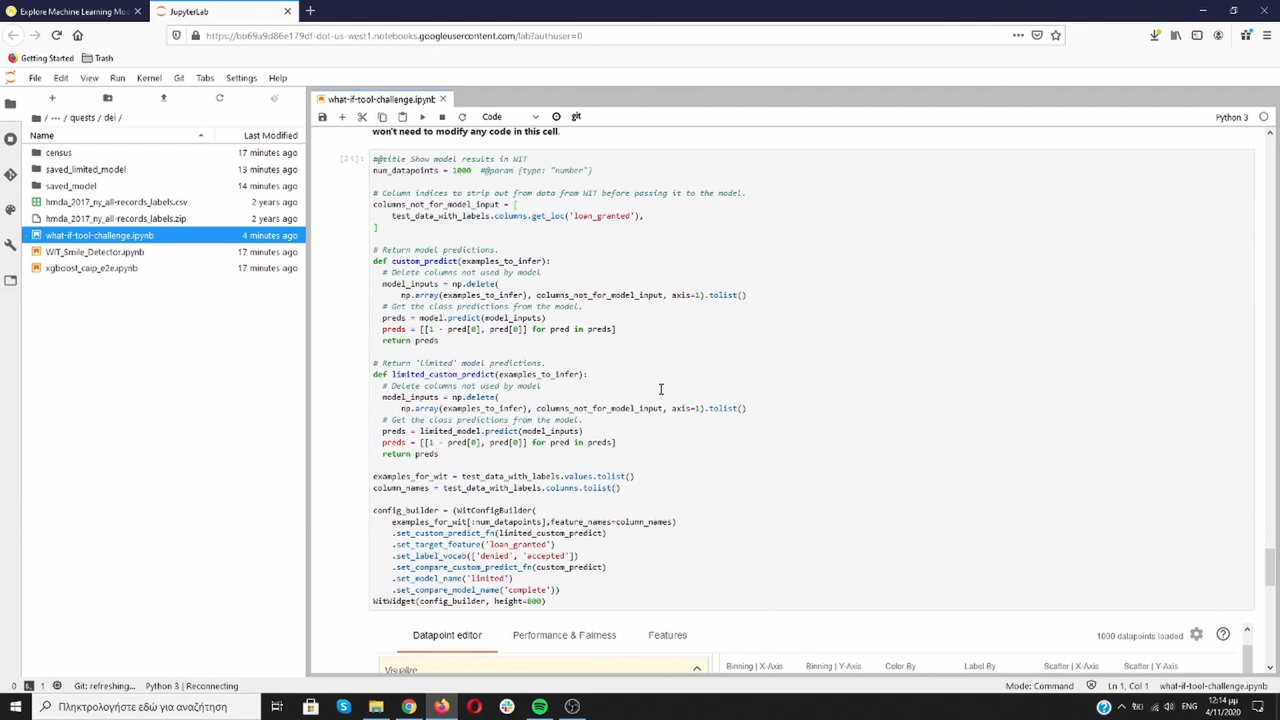 Explore Machine Learning Mo
JupyterLab
https://bb69a9d86e179df-dot-us-west1.notebooks.googleusercontent.com/lab?authuser=0
Getting Started
Trash
File Edit View Run Kernel Git Tabs Settings Help
what-if-tool-challenge.ipynb
/ ··· / quests / dei /
Code
git
Python 3
Name
Last Modified
census 17 minutes ago
saved_limited_model 13 minutes ago
saved_model 14 minutes ago
hmda_2017_ny_all-records_labels.csv 2 years ago
hmda_2017_ny_all-records_labels.zip 2 years ago
what-if-tool-challenge.ipynb 4 minutes ago
WIT_Smile_Detector.ipynb 17 minutes ago
xgboost_caip_e2e.ipynb 17 minutes ago
won't need to modify any code in this cell.
[24]:
#@title Show model results in WIT
num_datapoints = 1000  #@param {type: "number"}
# Column indices to strip out from data from WIT before passing it to the model.
columns_not_for_model_input = [
    test_data_with_labels.columns.get_loc('loan_granted'),
]
# Return model predictions.
def custom_predict(examples_to_infer):
  # Delete columns not used by model
  model_inputs = np.delete(
      np.array(examples_to_infer), columns_not_for_model_input, axis=1).tolist()
  # Get the class predictions from the model.
  preds = model.predict(model_inputs)
  preds = [[1 - pred[0], pred[0]] for pred in preds]
  return preds
# Return 'limited' model predictions.
def limited_custom_predict(examples_to_infer):
  # Delete columns not used by model
  model_inputs = np.delete(
      np.array(examples_to_infer), columns_not_for_model_input, axis=1).tolist()
  # Get the class predictions from the model.
  preds = limited_model.predict(model_inputs)
  preds = [[1 - pred[0], pred[0]] for pred in preds]
  return preds
examples_for_wit = test_data_with_labels.values.tolist()
column_names = test_data_with_labels.columns.tolist()
config_builder = (WitConfigBuilder(
    examples_for_wit[:num_datapoints],feature_names=column_names)
    .set_custom_predict_fn(limited_custom_predict)
    .set_target_feature('loan_granted')
    .set_label_vocab(['denied', 'accepted'])
    .set_compare_custom_predict_fn(custom_predict)
    .set_model_name('limited')
    .set_compare_model_name('complete'))
WitWidget(config_builder, height=800)
Datapoint editor
Performance & Fairness
Features
1000 datapoints loaded
Visualize
Binning | X-Axis
Binning | Y-Axis
Color By
Label By
Scatter | X-Axis
Scatter | Y-Axis
0
1
Git: refreshing...
Python 3 | Reconnecting
Mode: Command
Ln 1, Col 1
what-if-tool-challenge.ipynb
Πληκτρολογήστε εδώ για αναζήτηση
ΕΛ
12:14 μμ
4/11/2020